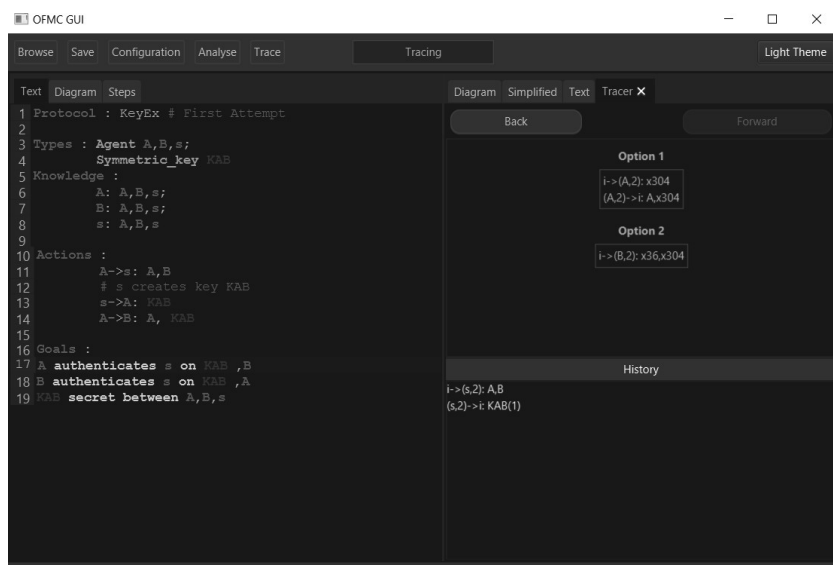 OFMC GUI
Browse Save Configuration Analyse Trace Tracing Light Theme
Text Diagram Steps
1 Protocol : KeyEx # First Attempt
2
3 Types : Agent A,B,s;
4 Symmetric_key KAB
5 Knowledge :
6 A: A,B,s;
7 B: A,B,s;
8 s: A,B,s
9
10 Actions :
11 A->s: A,B
12 # s creates key KAB
13 s->A: KAB
14 A->B: A, KAB
15
16 Goals :
17 A authenticates s on KAB ,B
18 B authenticates s on KAB ,A
19 KAB secret between A,B,s
Diagram Simplified Text Tracer
Back Forward
Option 1
i->(A,2): x304
(A,2)->i: A,x304
Option 2
i->(B,2): x36,x304
History
i->(s,2): A,B
(s,2)->i: KAB(1)